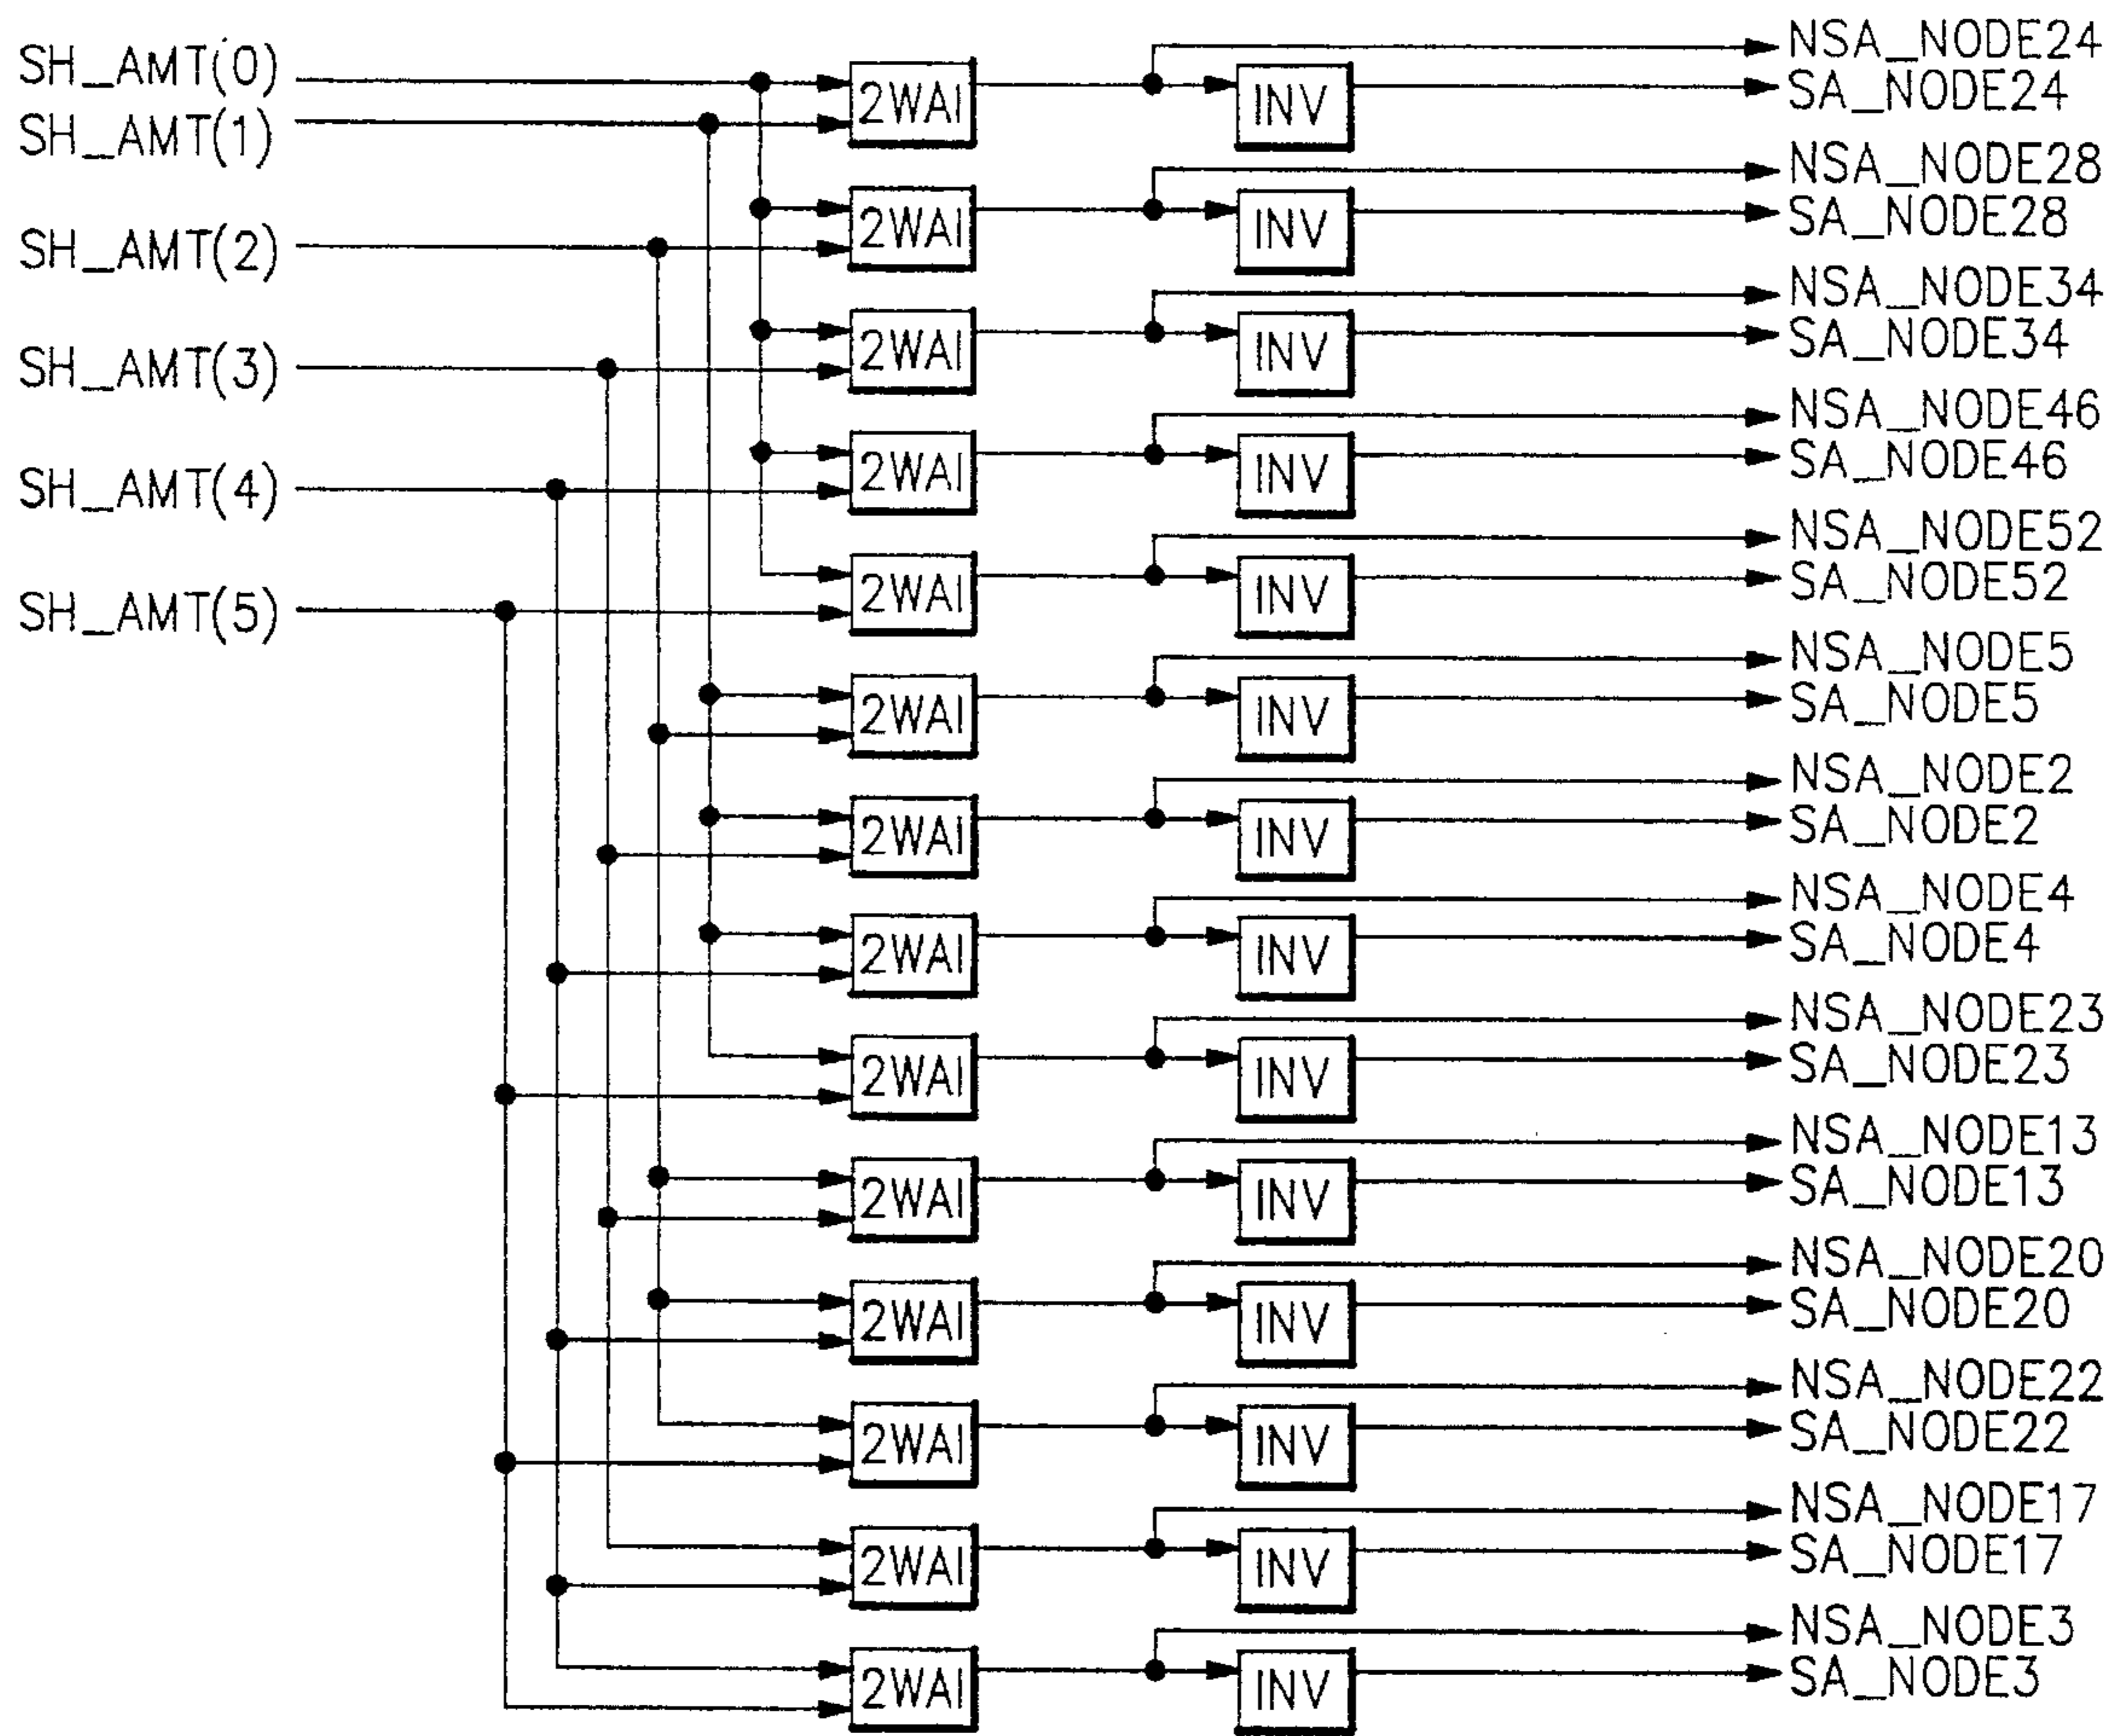 SH_AMT(0)
SH_AMT(1)
SH_AMT(2)
SH_AMT(3)
SH_AMT(4)
SH_AMT(5)
2WAI INV NSA_NODE24
SA_NODE24
2WAI INV NSA_NODE28
SA_NODE28
2WAI INV NSA_NODE34
SA_NODE34
2WAI INV NSA_NODE46
SA_NODE46
2WAI INV NSA_NODE52
SA_NODE52
2WAI INV NSA_NODE5
SA_NODE5
2WAI INV NSA_NODE2
SA_NODE2
2WAI INV NSA_NODE4
SA_NODE4
2WAI INV NSA_NODE23
SA_NODE23
2WAI INV NSA_NODE13
SA_NODE13
2WAI INV NSA_NODE20
SA_NODE20
2WAI INV NSA_NODE22
SA_NODE22
2WAI INV NSA_NODE17
SA_NODE17
2WAI INV NSA_NODE3
SA_NODE3